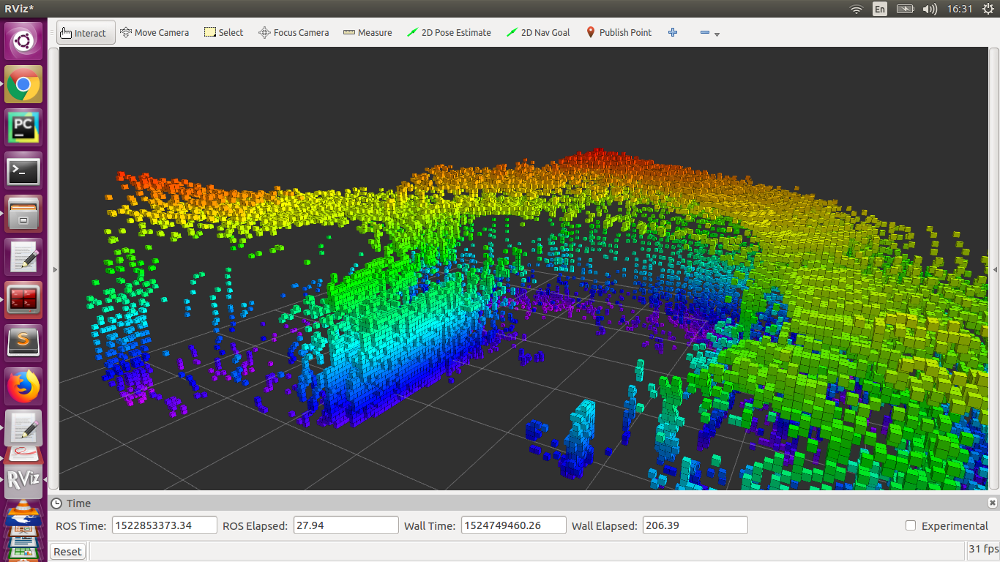 RViz*
En
16:31
Interact Move Camera Select Focus Camera Measure 2D Pose Estimate 2D Nav Goal Publish Point
PC
>_
S
RViz
Time
ROS Time: 1522853373.34 ROS Elapsed: 27.94 Wall Time: 1524749460.26 Wall Elapsed: 206.39 Experimental
Reset
31 fps